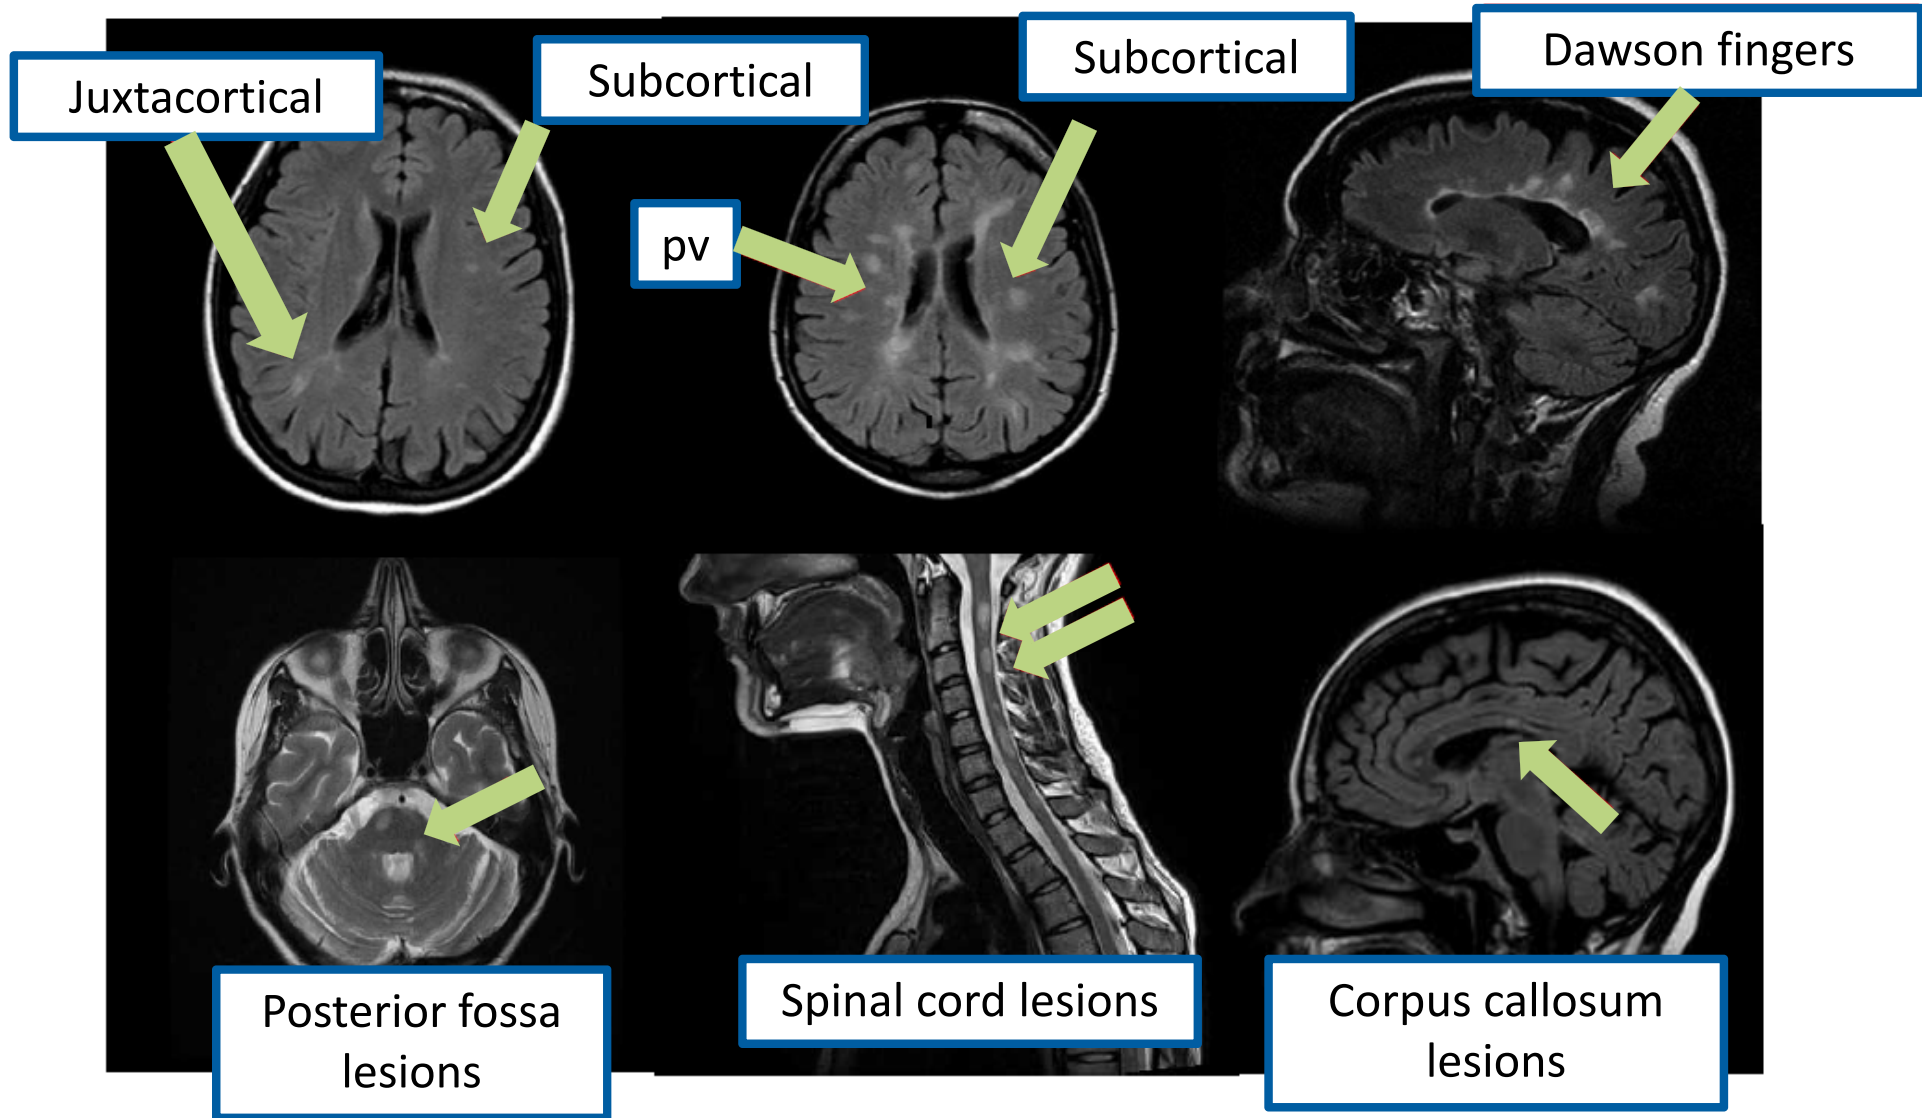 Juxtacortical
Subcortical
Subcortical
Dawson fingers
pv
Posterior fossa
lesions
Spinal cord lesions
Corpus callosum
lesions